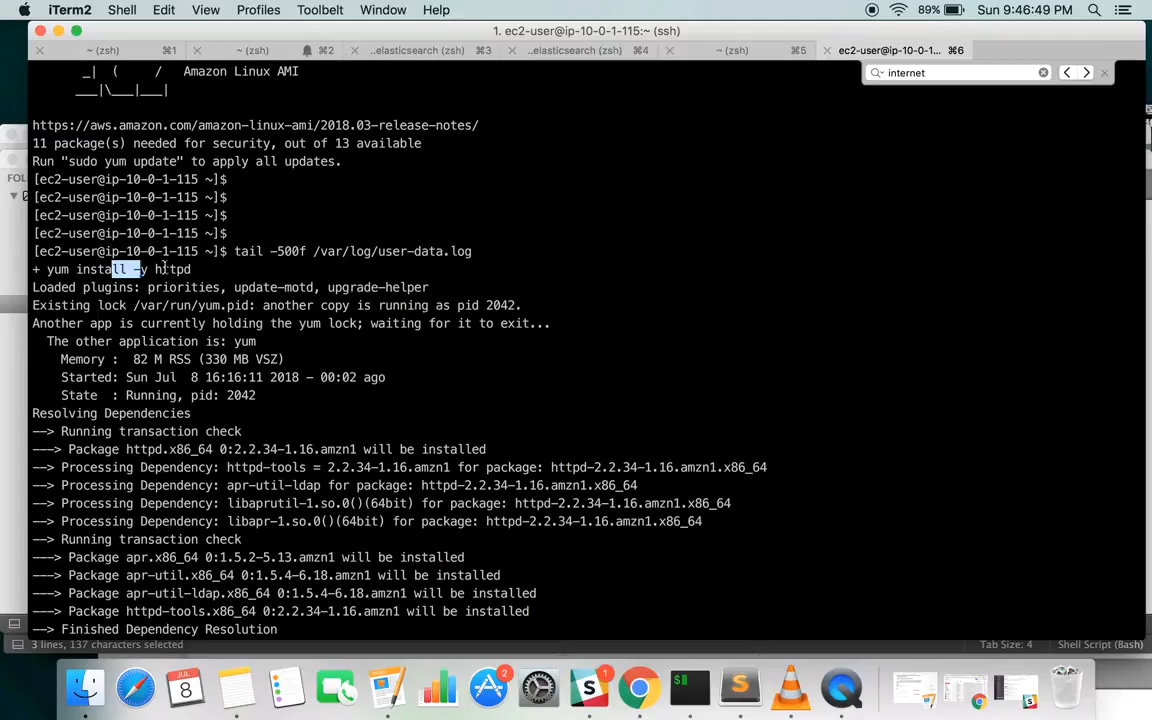 iTerm2 Shell Edit View Profiles Toolbelt Window Help 89% Sun 9:46:49 PM
1. ec2-user@ip-10-0-1-115:~ (ssh)
~ (zsh) ⌘1 ~ (zsh) ⌘2 ..elasticsearch (zsh) ⌘3 ..elasticsearch (zsh) ⌘4 ~ (zsh) ⌘5 ec2-user@ip-10-0-1... ⌘6
internet
_| ( / Amazon Linux AMI
___|\___|___|
https://aws.amazon.com/amazon-linux-ami/2018.03-release-notes/
11 package(s) needed for security, out of 13 available
Run "sudo yum update" to apply all updates.
[ec2-user@ip-10-0-1-115 ~]$
[ec2-user@ip-10-0-1-115 ~]$
[ec2-user@ip-10-0-1-115 ~]$
[ec2-user@ip-10-0-1-115 ~]$
[ec2-user@ip-10-0-1-115 ~]$ tail -500f /var/log/user-data.log
+ yum install -y httpd
Loaded plugins: priorities, update-motd, upgrade-helper
Existing lock /var/run/yum.pid: another copy is running as pid 2042.
Another app is currently holding the yum lock; waiting for it to exit...
The other application is: yum
Memory : 82 M RSS (330 MB VSZ)
Started: Sun Jul 8 16:16:11 2018 - 00:02 ago
State : Running, pid: 2042
Resolving Dependencies
--> Running transaction check
---> Package httpd.x86_64 0:2.2.34-1.16.amzn1 will be installed
--> Processing Dependency: httpd-tools = 2.2.34-1.16.amzn1 for package: httpd-2.2.34-1.16.amzn1.x86_64
--> Processing Dependency: apr-util-ldap for package: httpd-2.2.34-1.16.amzn1.x86_64
--> Processing Dependency: libaprutil-1.so.0()(64bit) for package: httpd-2.2.34-1.16.amzn1.x86_64
--> Processing Dependency: libapr-1.so.0()(64bit) for package: httpd-2.2.34-1.16.amzn1.x86_64
--> Running transaction check
---> Package apr.x86_64 0:1.5.2-5.13.amzn1 will be installed
---> Package apr-util.x86_64 0:1.5.4-6.18.amzn1 will be installed
---> Package apr-util-ldap.x86_64 0:1.5.4-6.18.amzn1 will be installed
---> Package httpd-tools.x86_64 0:2.2.34-1.16.amzn1 will be installed
--> Finished Dependency Resolution
FOL
3 lines, 137 characters selected Tab Size: 4 Shell Script (Bash)
JUL
8
2
$
S
1
S